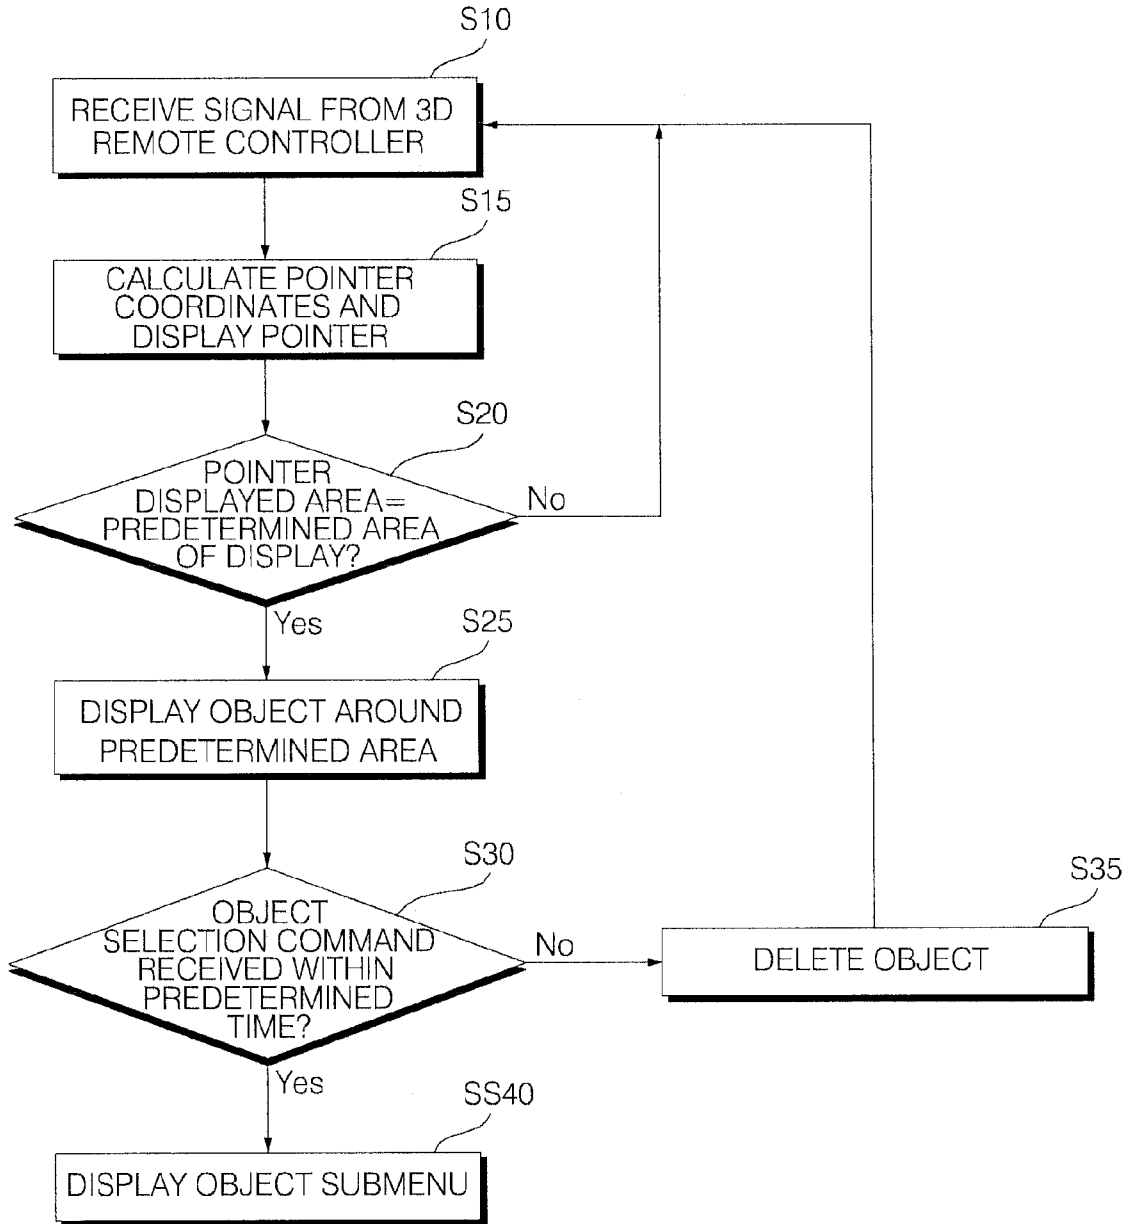 S10
RECEIVE SIGNAL FROM 3D
REMOTE CONTROLLER
S15
CALCULATE POINTER
COORDINATES AND
DISPLAY POINTER
S20
POINTER
DISPLAYED AREA=
PREDETERMINED AREA
OF DISPLAY?
No
Yes
S25
DISPLAY OBJECT AROUND
PREDETERMINED AREA
S30
OBJECT
SELECTION COMMAND
RECEIVED WITHIN
PREDETERMINED
TIME?
No
S35
DELETE OBJECT
Yes
SS40
DISPLAY OBJECT SUBMENU